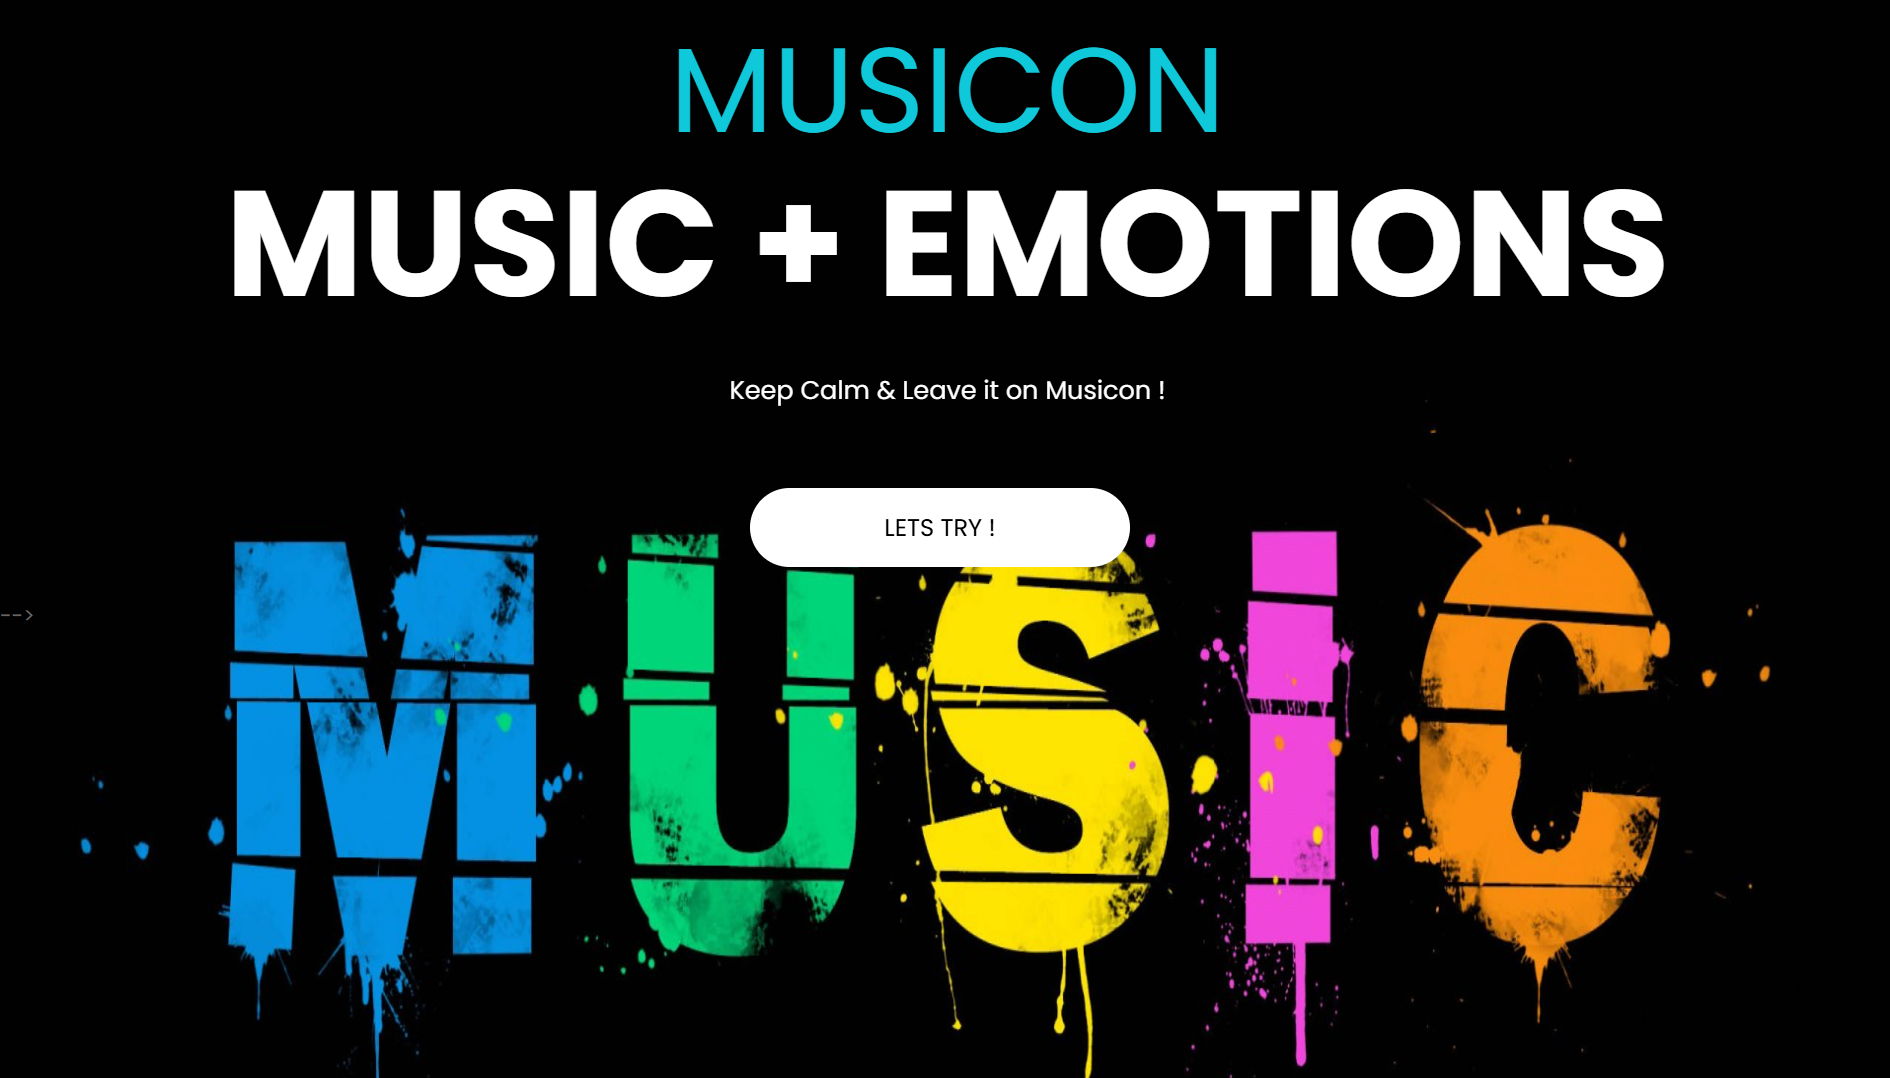 MUSICON
MUSIC + EMOTIONS
Keep Calm & Leave it on Musicon !
LETS TRY !
-->
MUSIC